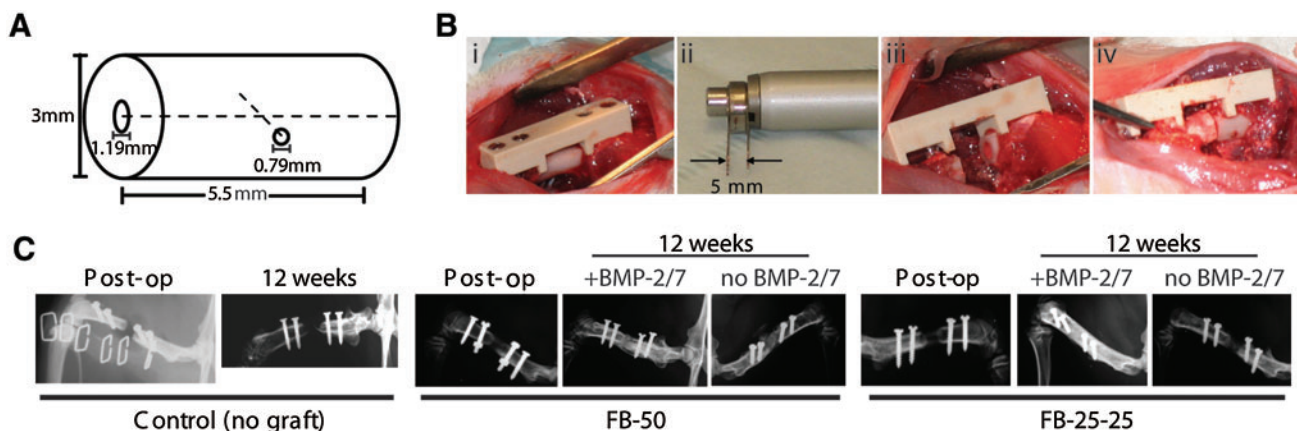 A
3mm
1.19mm
0.79mm
5.5mm
B
i
ii
5 mm
iii
iv
C
Post-op
12 weeks
Control (no graft)
12 weeks
Post-op
+BMP-2/7
no BMP-2/7
FB-50
12 weeks
Post-op
+BMP-2/7
no BMP-2/7
FB-25-25